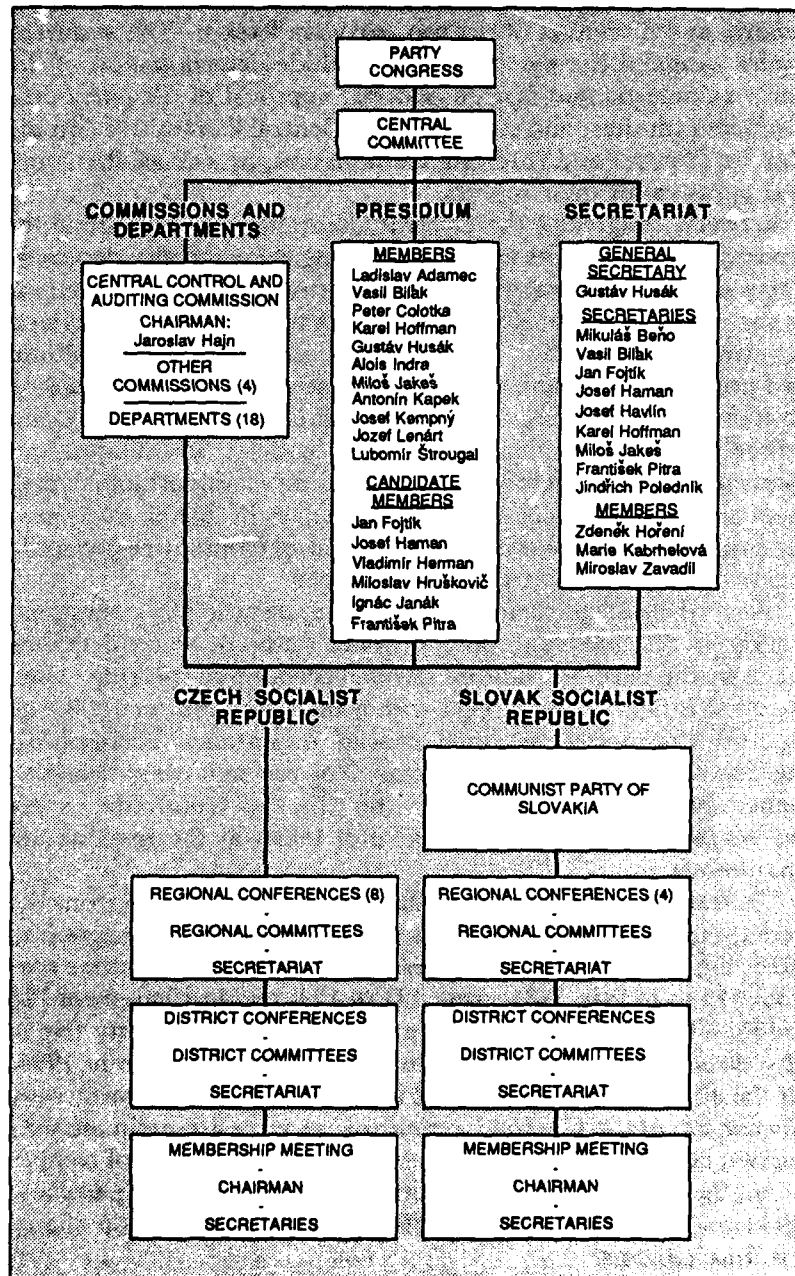 PARTY
CONGRESS
CENTRAL
COMMITTEE
COMMISSIONS AND
DEPARTMENTS
CENTRAL CONTROL AND
AUDITING COMMISSION
CHAIRMAN:
Jaroslav Hajn
OTHER
COMMISSIONS (4)
DEPARTMENTS (18)
PRESIDIUM
MEMBERS
Ladislav Adamec
Vasil Biľak
Peter Colotka
Karel Hoffman
Gustáv Husák
Alois Indra
Miloš Jakeš
Antonín Kapek
Josef Kempný
Jozef Lenárt
Lubomír Štrougal
CANDIDATE
MEMBERS
Jan Fojtík
Josef Haman
Vladimír Herman
Miloslav Hruškovič
Ignác Janák
František Pitra
SECRETARIAT
GENERAL
SECRETARY
Gustáv Husák
SECRETARIES
Mikuláš Beňo
Vasil Biľak
Jan Fojtík
Josef Haman
Josef Havlín
Karel Hoffman
Miloš Jakeš
František Pitra
Jindřich Poledník
MEMBERS
Zdeněk Hoření
Marie Kabrhelová
Miroslav Zavadil
CZECH SOCIALIST
REPUBLIC
REGIONAL CONFERENCES (8)
-
REGIONAL COMMITTEES
-
SECRETARIAT
DISTRICT CONFERENCES
-
DISTRICT COMMITTEES
-
SECRETARIAT
MEMBERSHIP MEETING
-
CHAIRMAN
-
SECRETARIES
SLOVAK SOCIALIST
REPUBLIC
COMMUNIST PARTY OF
SLOVAKIA
REGIONAL CONFERENCES (4)
-
REGIONAL COMMITTEES
-
SECRETARIAT
DISTRICT CONFERENCES
-
DISTRICT COMMITTEES
-
SECRETARIAT
MEMBERSHIP MEETING
-
CHAIRMAN
-
SECRETARIES